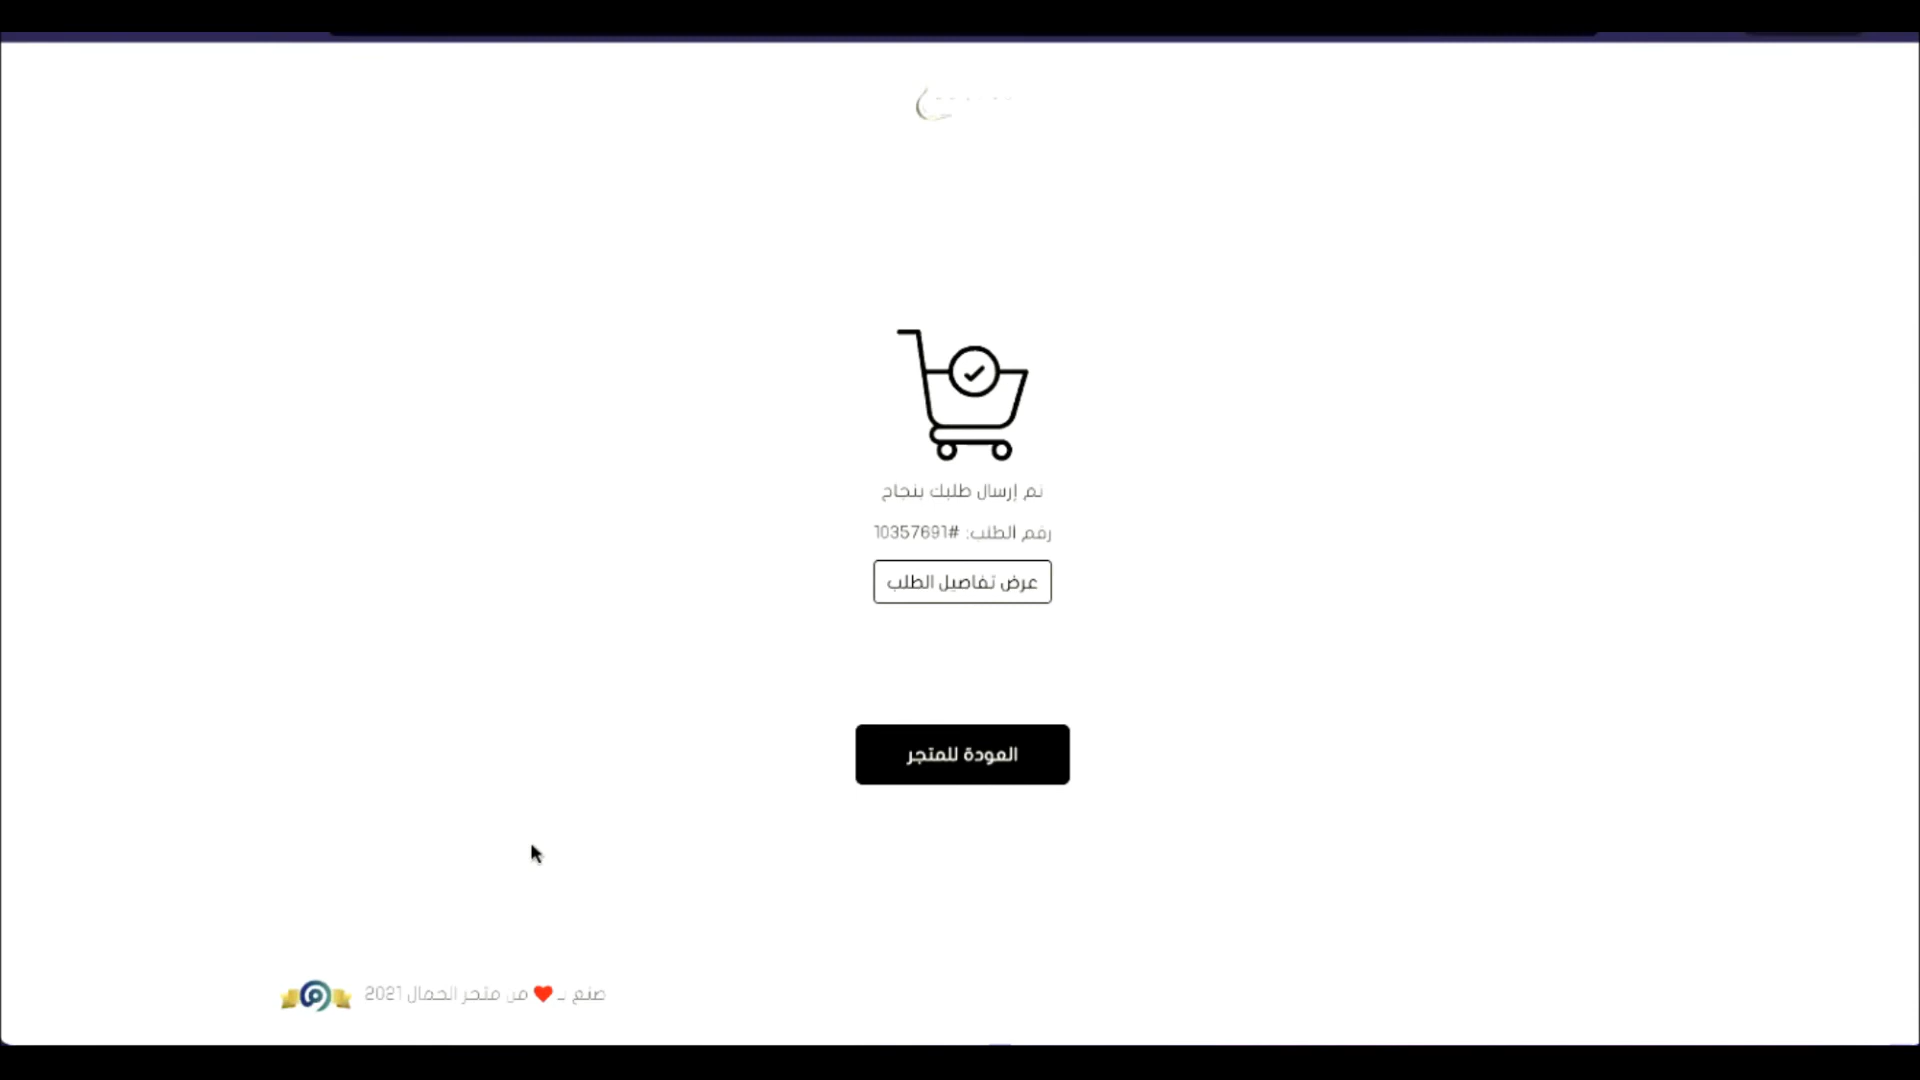 تم إرسال طلبك بنجاح
رقم الطلب: #10357691
عرض تفاصيل الطلب
العودة للمتجر
صنع بـ ❤ من متجر الجمال 2021